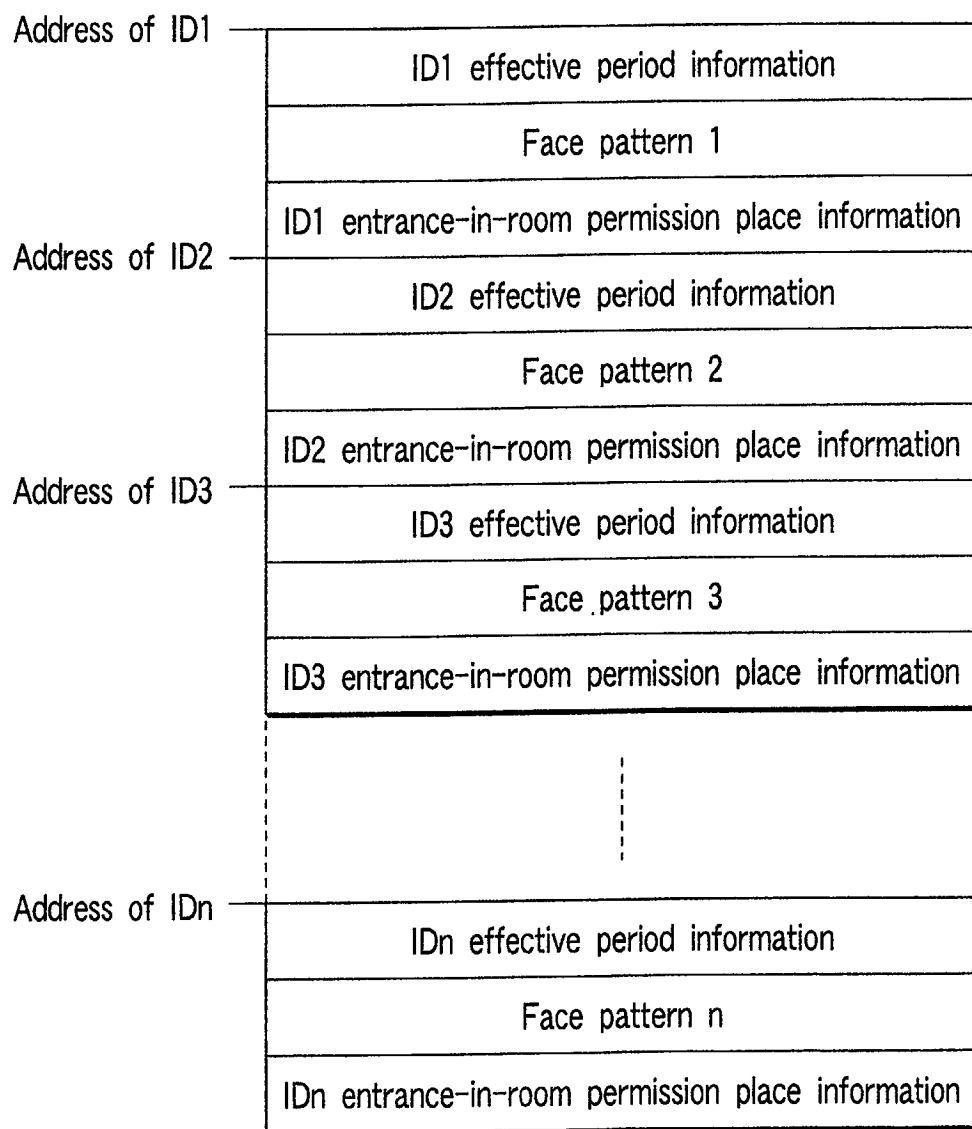 Address of ID1
ID1 effective period information
Face pattern 1
ID1 entrance-in-room permission place information
Address of ID2
ID2 effective period information
Face pattern 2
ID2 entrance-in-room permission place information
Address of ID3
ID3 effective period information
Face pattern 3
ID3 entrance-in-room permission place information
Address of IDn
IDn effective period information
Face pattern n
IDn entrance-in-room permission place information